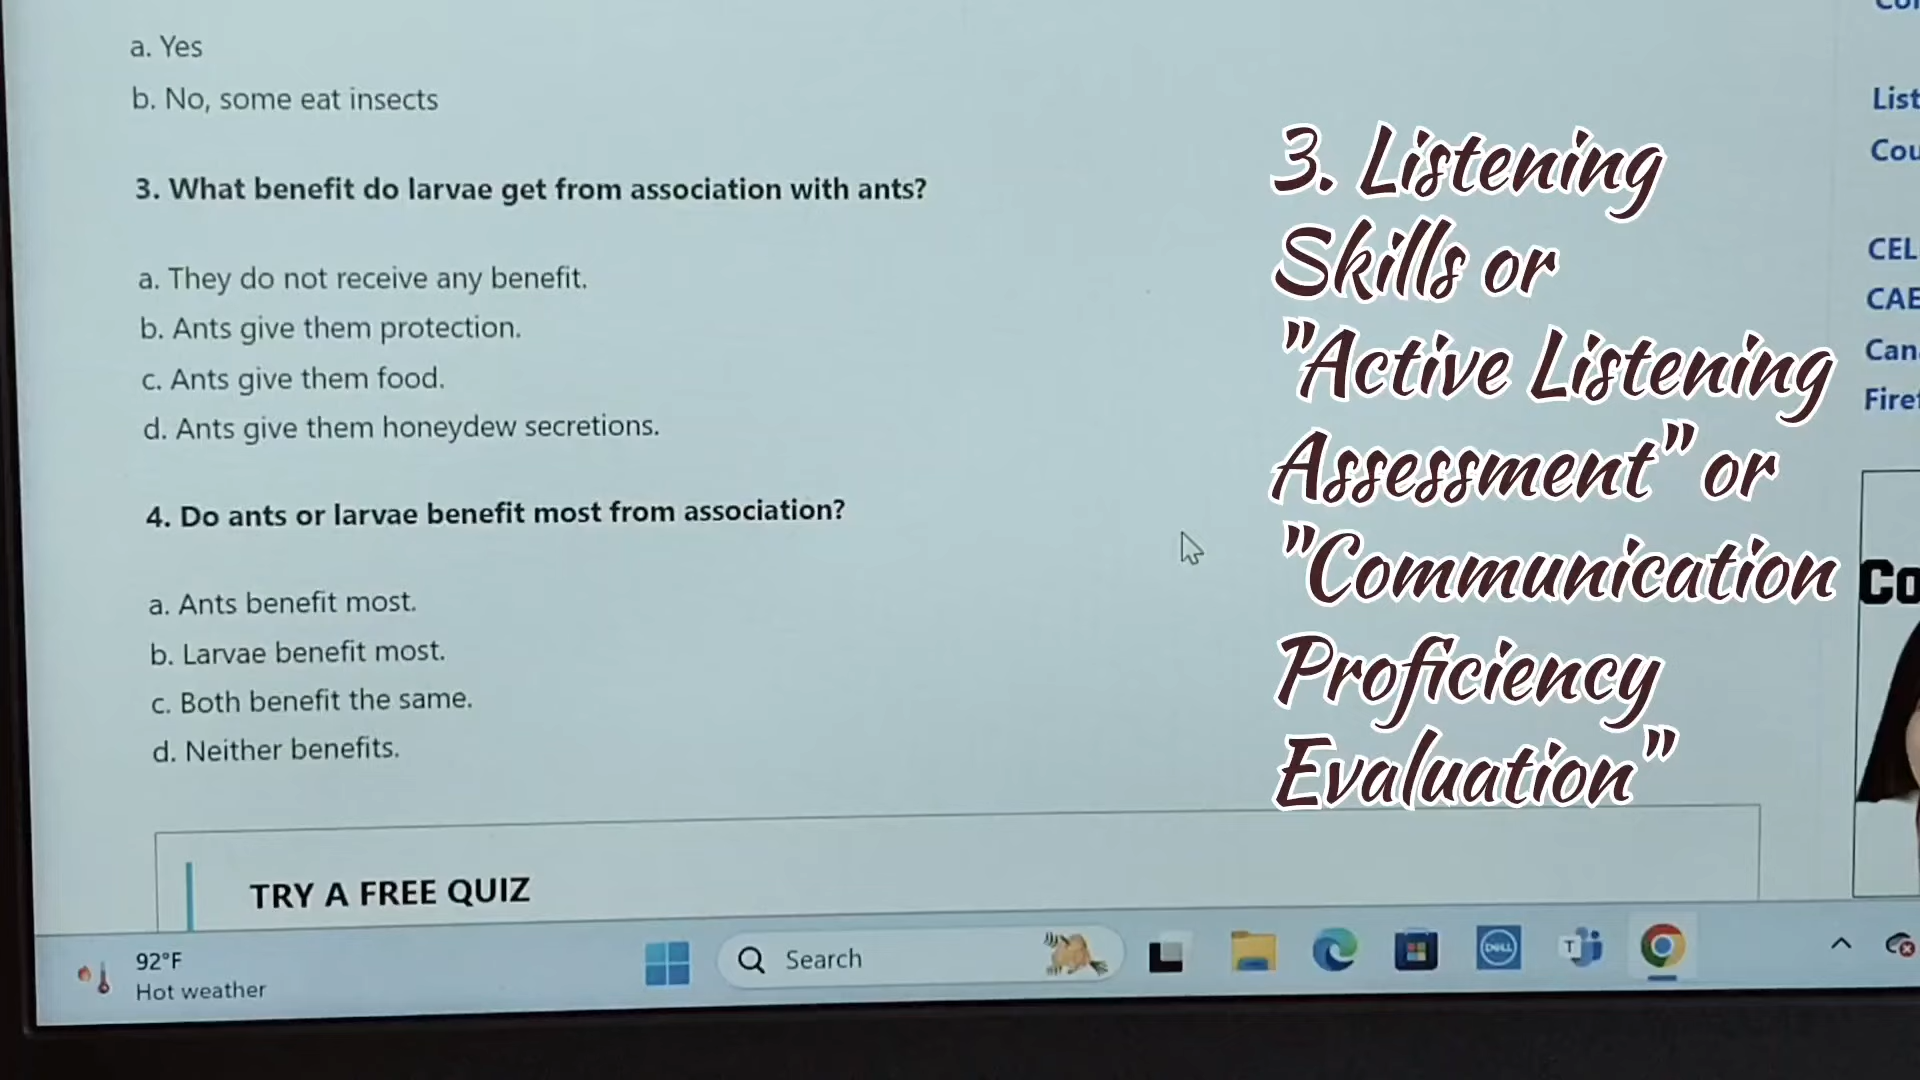 a. Yes
b. No, some eat insects
3. What benefit do larvae get from association with ants?
a. They do not receive any benefit.
b. Ants give them protection.
c. Ants give them food.
d. Ants give them honeydew secretions.
4. Do ants or larvae benefit most from association?
a. Ants benefit most.
b. Larvae benefit most.
c. Both benefit the same.
d. Neither benefits.
TRY A FREE QUIZ
3. Listening
Skills or
"Active Listening
Assessment" or
"Communication
Proficiency
Evaluation"
List
Cou
CEL
CAE
Can
Firef
Co
92°F
Hot weather
Search
DELL
T